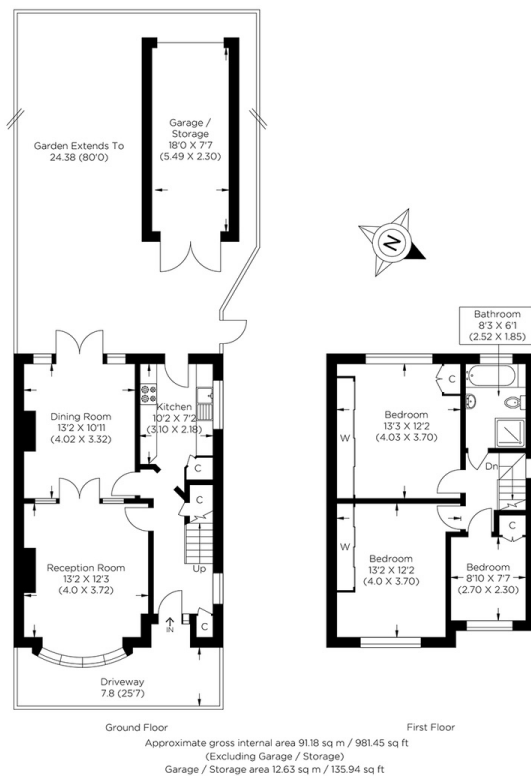 Garage /
Storage
18'0 X 7'7
(5.49 X 2.30)
Garden Extends To
24.38 (80'0)
N
Bathroom
8'3 X 6'1
(2.52 X 1.85)
Dining Room
13'2 X 10'11
(4.02 X 3.32)
Kitchen
10'2 X 7'2
(3.10 X 2.18)
C
C
Reception Room
13'2 X 12'3
(4.0 X 3.72)
Up
IN
C
Driveway
7.8 (25'7)
C
W
Bedroom
13'3 X 12'2
(4.03 X 3.70)
Dn
W
Bedroom
13'2 X 12'2
(4.0 X 3.70)
C
Bedroom
8'10 X 7'7
(2.70 X 2.30)
Ground Floor
First Floor
Approximate gross internal area 91.18 sq m / 981.45 sq ft
(Excluding Garage / Storage)
Garage / Storage area 12.63 sq m / 135.94 sq ft